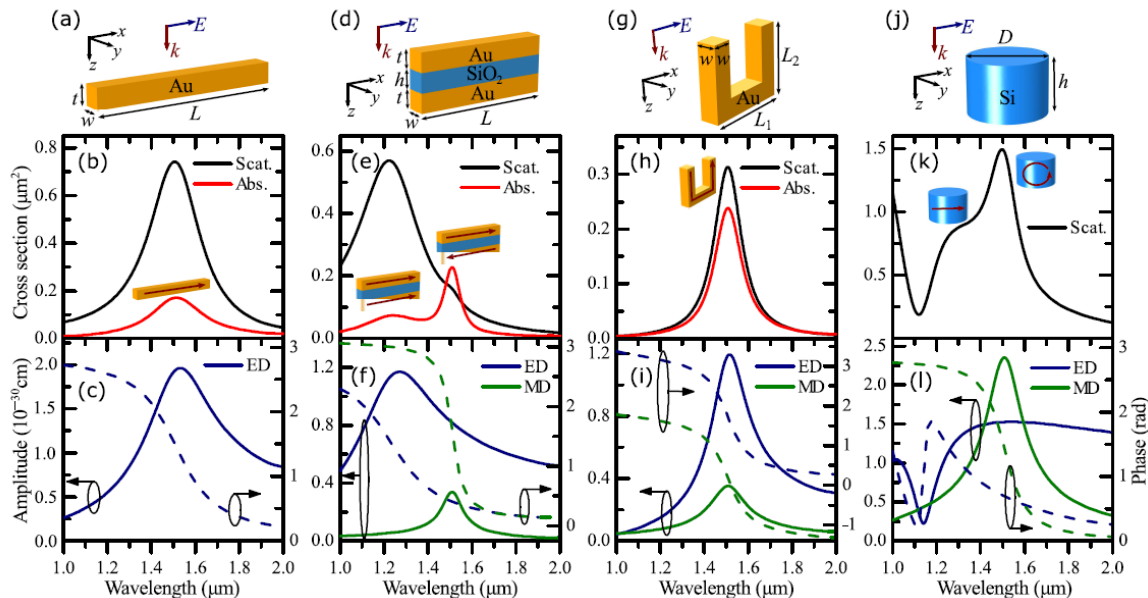 (a)
E
x
y
z
k
Au
t
w
L
(d)
E
x
y
z
k
Au
SiO2
Au
t
h
t
w
L
(g)
E
x
y
z
k
w
w
L2
Au
L1
(j)
E
x
y
z
k
D
Si
h
Cross section (μm²)
0.8
0.6
0.4
0.2
0.0
(b)
Scat.
Abs.
0.6
0.4
0.2
0.0
(e)
Scat.
Abs.
0.3
0.2
0.1
0.0
(h)
Scat.
Abs.
1.5
1.0
0.5
0.0
(k)
Scat.
Amplitude (10⁻³⁰cm)
2.0
1.5
1.0
0.5
0.0
(c)
ED
3
2
1
0
1.2
0.8
0.4
0.0
(f)
ED
MD
3
2
1
0
1.2
0.8
0.4
0.0
(i)
ED
MD
3
2
1
0
-1
2.5
2.0
1.5
1.0
0.5
0.0
(l)
ED
MD
3
2
1
0
Phase (rad)
1.0 1.2 1.4 1.6 1.8 2.0
Wavelength (μm)
1.0 1.2 1.4 1.6 1.8 2.0
Wavelength (μm)
1.0 1.2 1.4 1.6 1.8 2.0
Wavelength (μm)
1.0 1.2 1.4 1.6 1.8 2.0
Wavelength (μm)